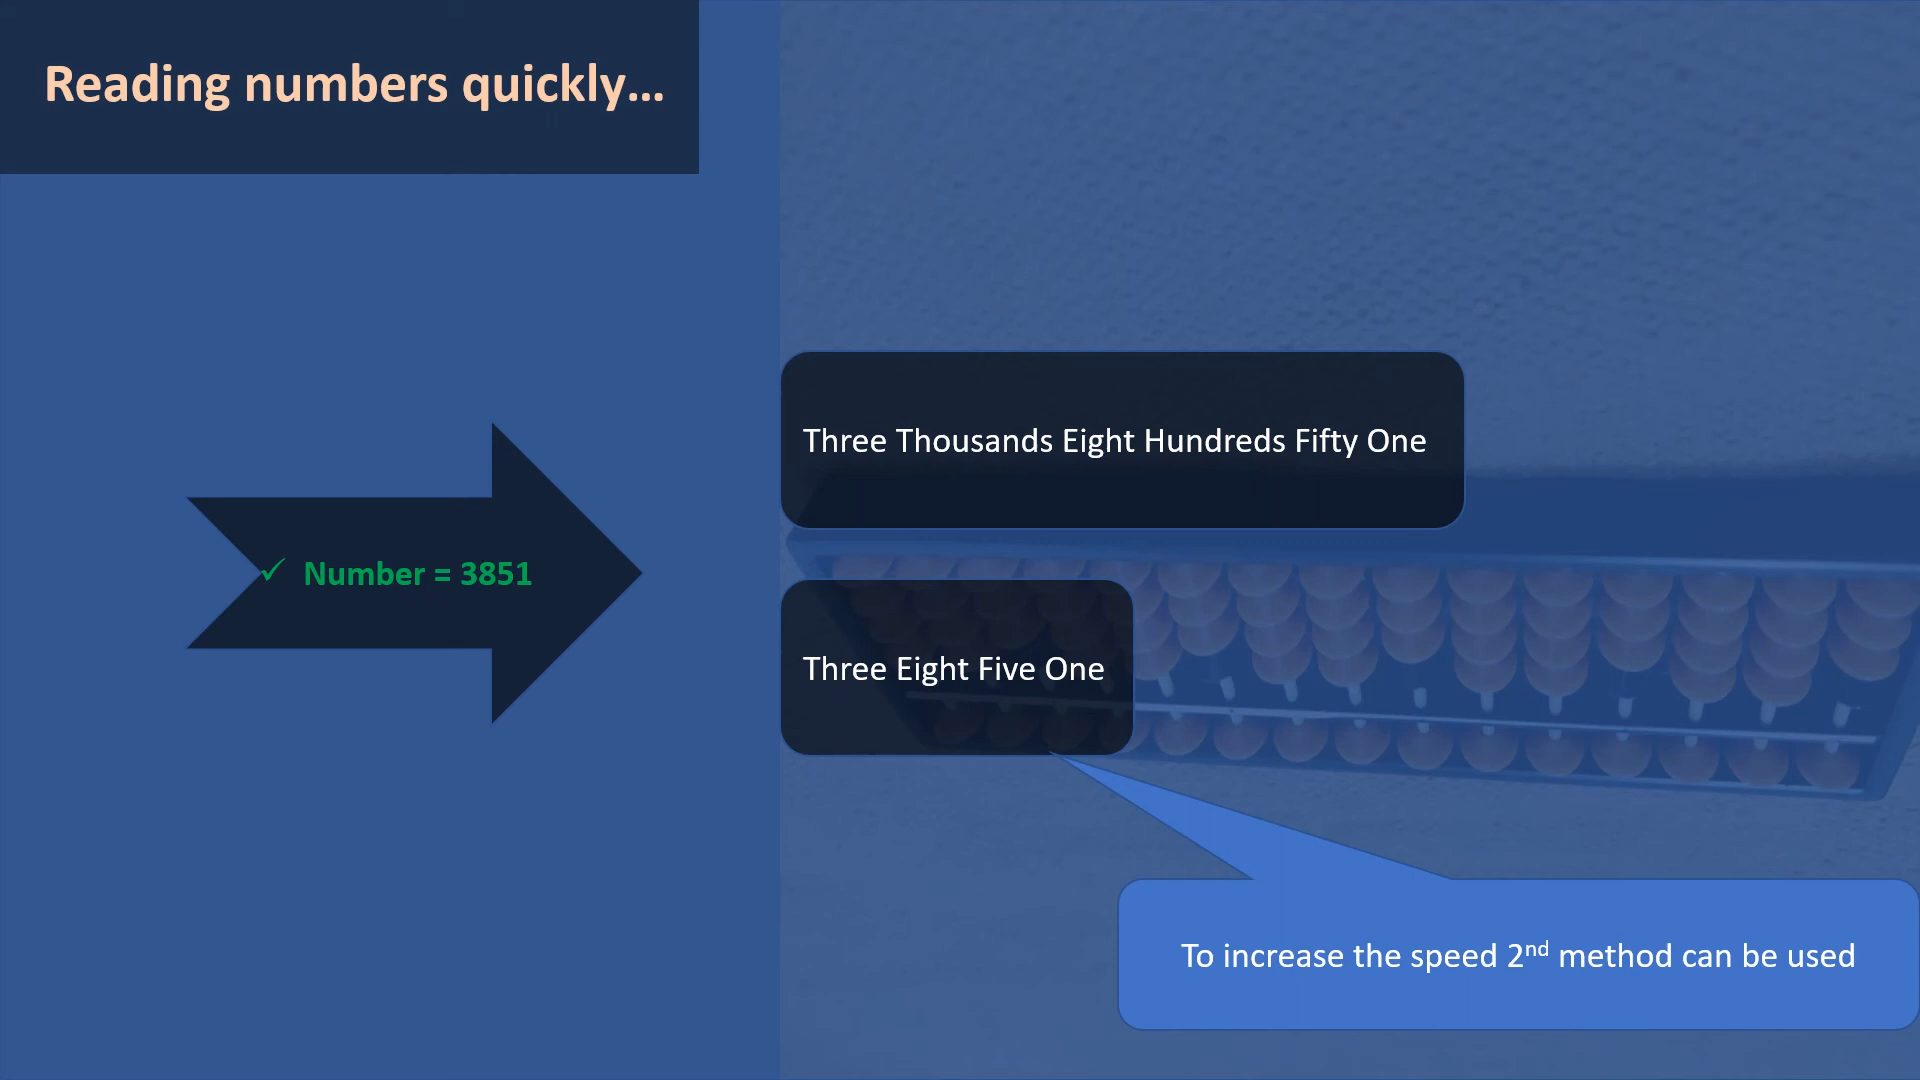 Reading numbers quickly...
Three Thousands Eight Hundreds Fifty One
✓ Number = 3851
Three Eight Five One
To increase the speed 2nd method can be used